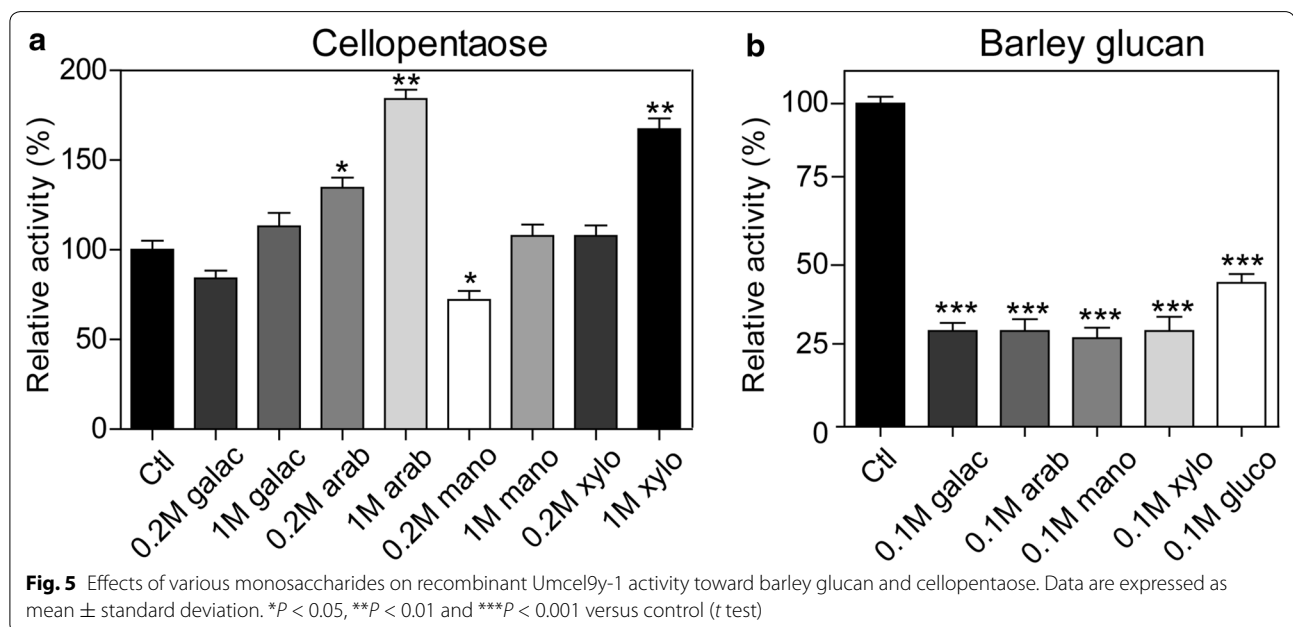 a
Cellopentaose
Relative activity (%)
200
150
100
50
0
*
**
*
**
Ctl
0.2M galac
1M galac
0.2M arab
1M arab
0.2M mano
1M mano
0.2M xylo
1M xylo
b
Barley glucan
Relative activity (%)
100
75
50
25
0
***
***
***
***
***
Ctl
0.1M galac
0.1M arab
0.1M mano
0.1M xylo
0.1M gluco
Fig. 5 Effects of various monosaccharides on recombinant Umcel9y-1 activity toward barley glucan and cellopentaose. Data are expressed as
mean ± standard deviation. *P < 0.05, **P < 0.01 and ***P < 0.001 versus control (t test)